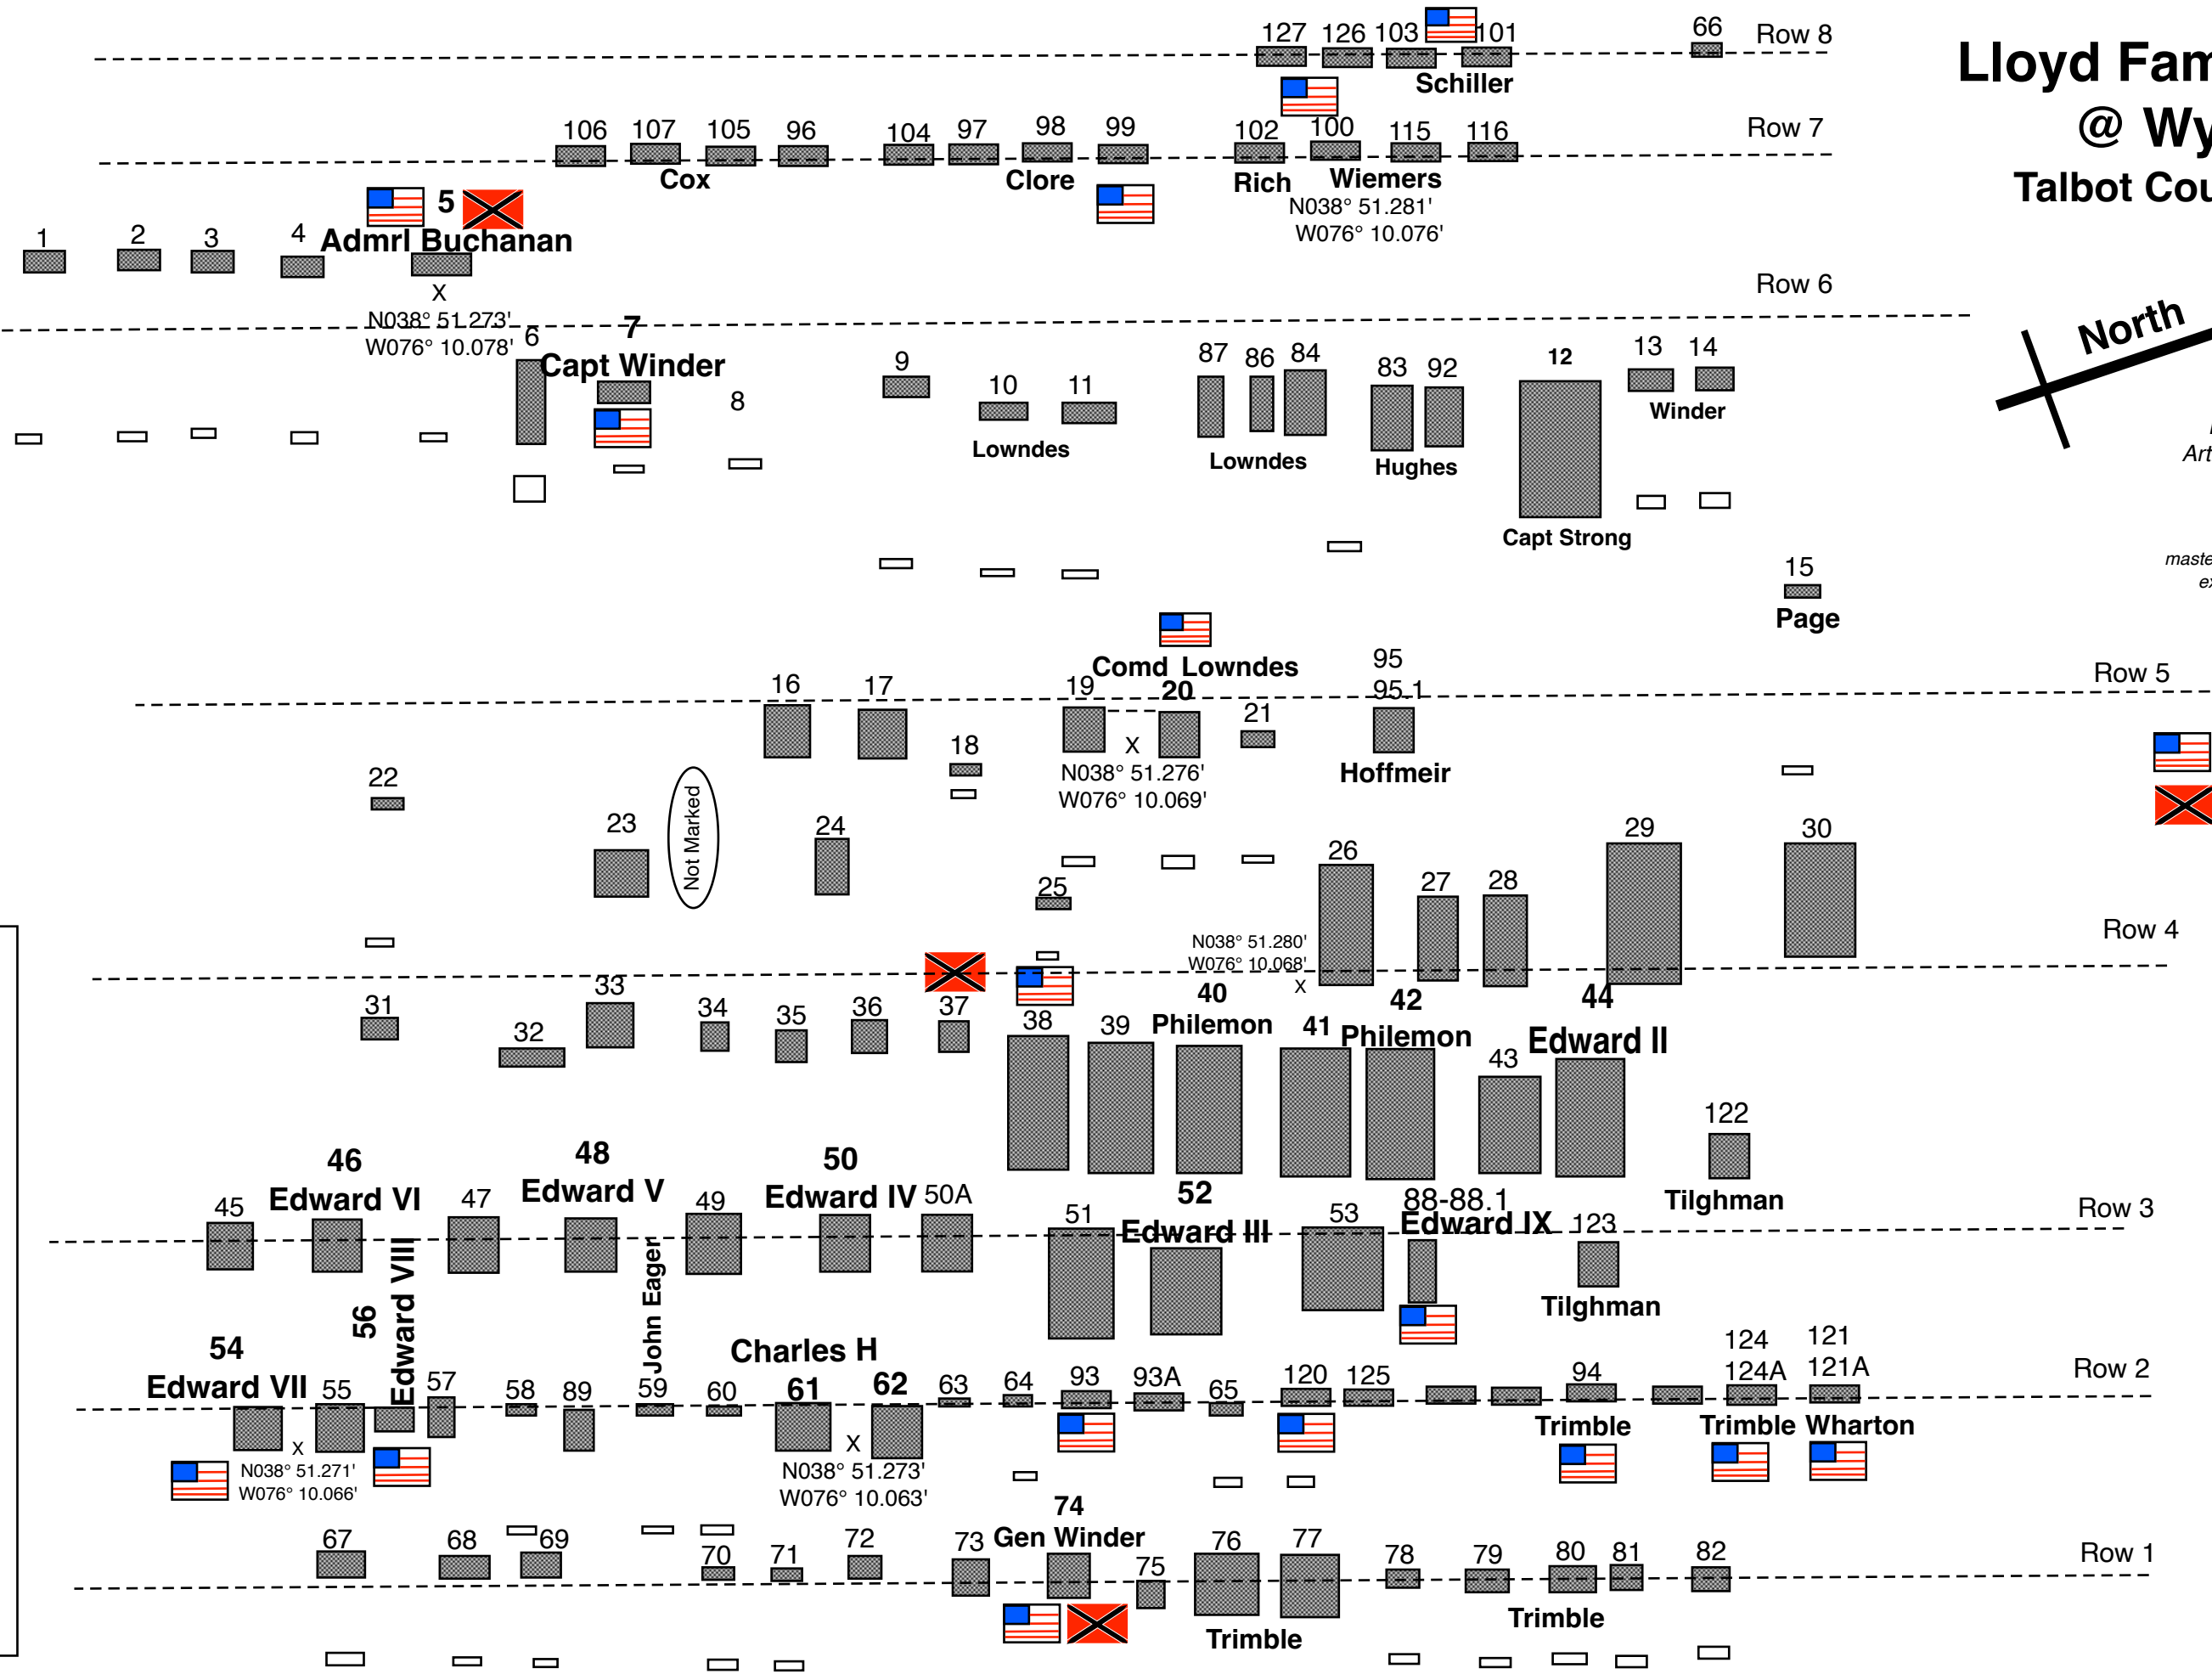 127 126 103 101 66 Row 8
Schiller
Lloyd Fam
@ Wy
Talbot Cou
106 107 105 96 104 97 98 99 102 100 115 116 Row 7
Cox Clore Rich Wiemers
N038° 51.281'
W076° 10.076'
1 2 3 4 5
Admrl Buchanan
X
N038° 51.273'
W076° 10.078'
Row 6
North
6 7
Capt Winder
8 9 10 11 87 86 84 83 92 12 13 14
Lowndes Lowndes Hughes Winder
Capt Strong
Art
15
Page
maste
ex
Comd Lowndes
Row 5
16 17 18 19 20 21 95
95.1
X
N038° 51.276'
W076° 10.069'
Hoffmeir
22 23 Not Marked 24 25 26 27 28 29 30
N038° 51.280'
W076° 10.068'
X
Row 4
31 32 33 34 35 36 37 38 39 40
Philemon
41 42
Philemon
43 44
Edward II
122
Tilghman
Row 3
45 46
Edward VI
47 48
Edward V
49 50
Edward IV
50A 51 52
Edward III
53 88-88.1
Edward IX
123
Tilghman
Row 2
54
Edward VII
55 56
Edward VIII
57 58 89 59
John Eager
60 Charles H
61 62 63 64 93 93A 65 120 125 94 124
124A
121
121A
Trimble Trimble Wharton
X
N038° 51.271'
W076° 10.066'
X
N038° 51.273'
W076° 10.063'
Row 1
67 68 69 70 71 72 73 74
Gen Winder
75 76 77 78 79 80 81 82
Trimble Trimble